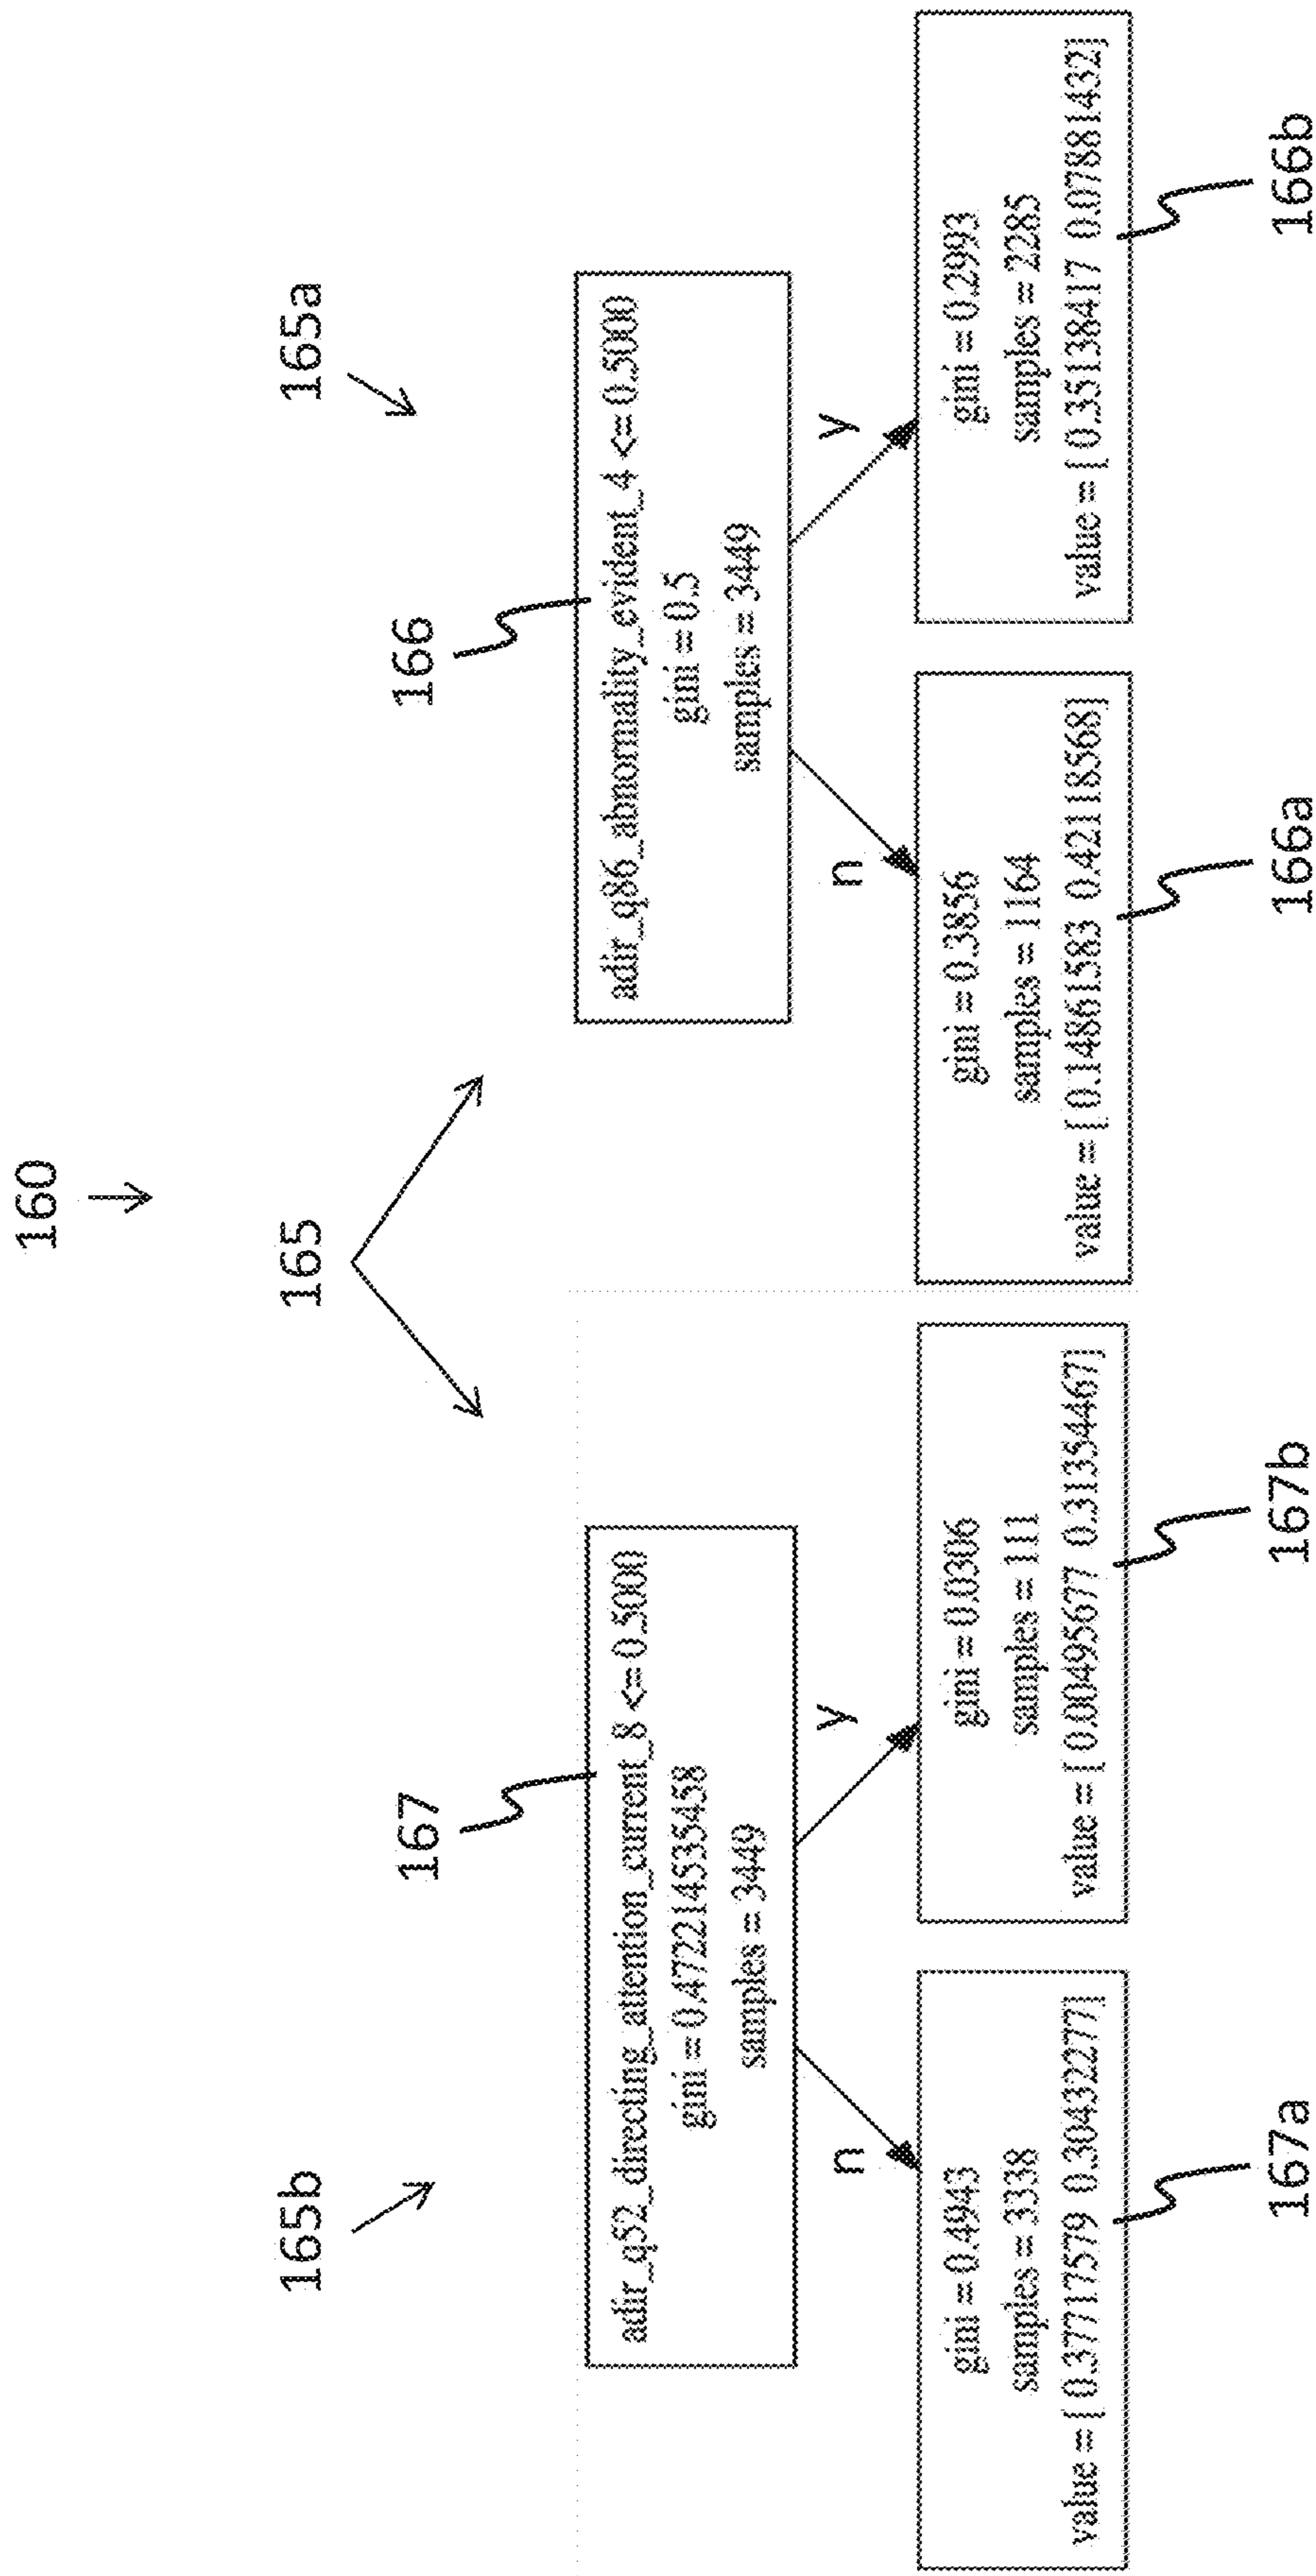 160
165
165b
165a
167
166
adir_q52_directing_attention_current_8 <= 0.5000
gini = 0.472214535458
samples = 3449
adir_q86_abnormality_evident_4 <= 0.5000
gini = 0.5
samples = 3449
n
y
n
y
gini = 0.4943
samples = 3338
value = [ 0.37717579 0.30432277]
gini = 0.0306
samples = 111
value = [ 0.00495677 0.31354467]
gini = 0.3856
samples = 1164
value = [ 0.14861583 0.42118568]
gini = 0.2993
samples = 2285
value = [ 0.35138417 0.07881432]
167a
167b
166a
166b